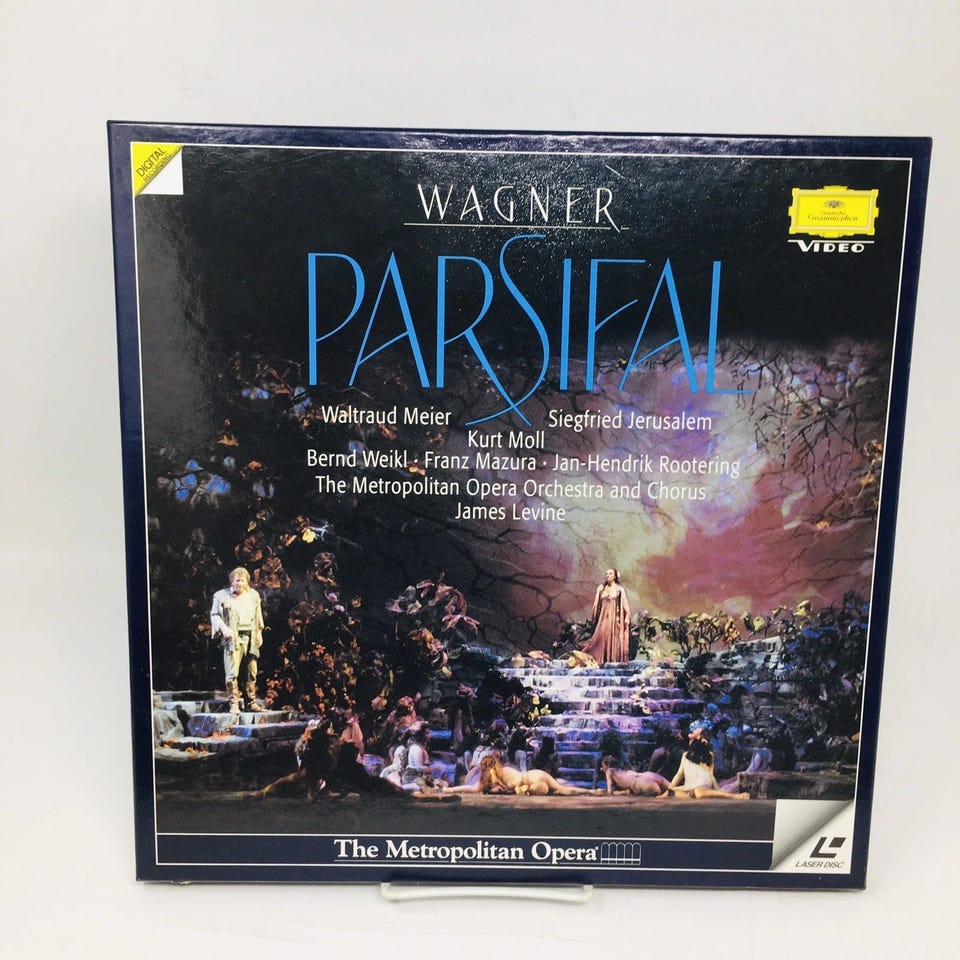 DIGITAL
RECORDING
WAGNER
Deutsche
Grammophon
VIDEO
PARSIFAL
Waltraud Meier Siegfried Jerusalem
Kurt Moll
Bernd Weikl · Franz Mazura · Jan-Hendrik Rootering
The Metropolitan Opera Orchestra and Chorus
James Levine
The Metropolitan Opera
LASER DISC